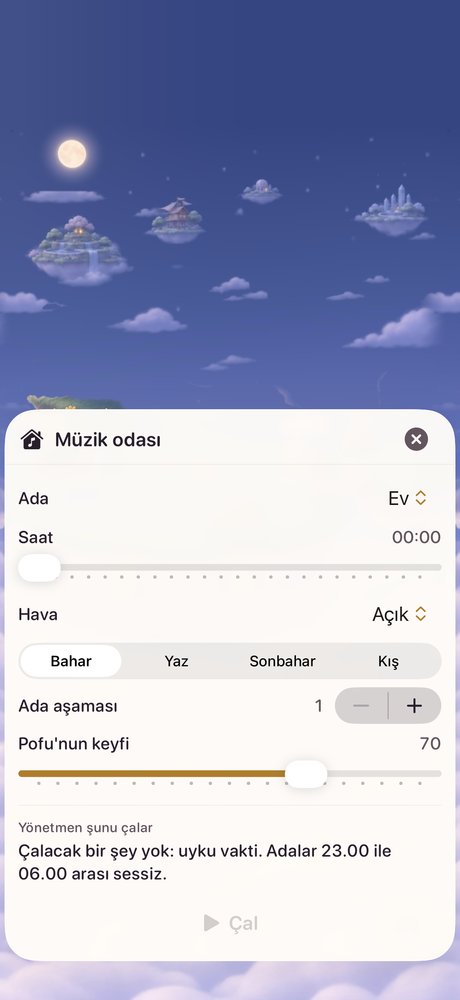 Müzik odası
Ada
Ev
Saat
00:00
Hava
Açık
Bahar
Yaz
Sonbahar
Kış
Ada aşaması
1
Pofu'nun keyfi
70
Yönetmen şunu çalar
Çalacak bir şey yok: uyku vakti. Adalar 23.00 ile
06.00 arası sessiz.
Çal